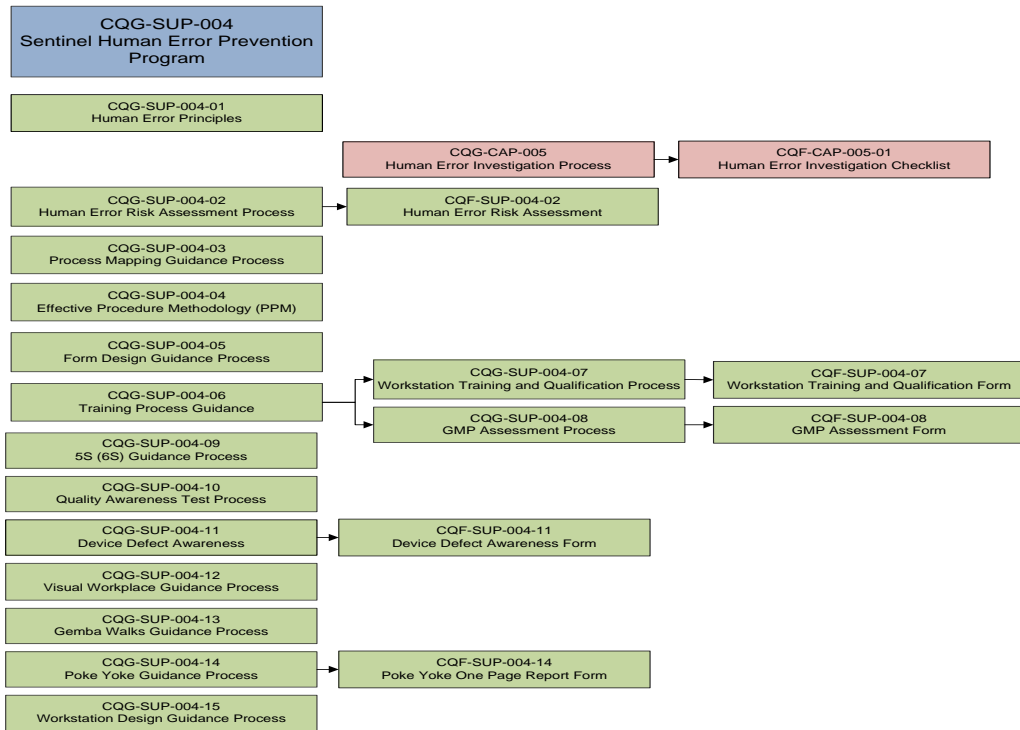 CQG-SUP-004
Sentinel Human Error Prevention
Program
CQG-SUP-004-01
Human Error Principles
CQG-CAP-005
Human Error Investigation Process
CQF-CAP-005-01
Human Error Investigation Checklist
CQG-SUP-004-02
Human Error Risk Assessment Process
CQF-SUP-004-02
Human Error Risk Assessment
CQG-SUP-004-03
Process Mapping Guidance Process
CQG-SUP-004-04
Effective Procedure Methodology (PPM)
CQG-SUP-004-05
Form Design Guidance Process
CQG-SUP-004-06
Training Process Guidance
CQG-SUP-004-07
Workstation Training and Qualification Process
CQF-SUP-004-07
Workstation Training and Qualification Form
CQG-SUP-004-08
GMP Assessment Process
CQF-SUP-004-08
GMP Assessment Form
CQG-SUP-004-09
5S (6S) Guidance Process
CQG-SUP-004-10
Quality Awareness Test Process
CQG-SUP-004-11
Device Defect Awareness
CQF-SUP-004-11
Device Defect Awareness Form
CQG-SUP-004-12
Visual Workplace Guidance Process
CQG-SUP-004-13
Gemba Walks Guidance Process
CQG-SUP-004-14
Poke Yoke Guidance Process
CQF-SUP-004-14
Poke Yoke One Page Report Form
CQG-SUP-004-15
Workstation Design Guidance Process